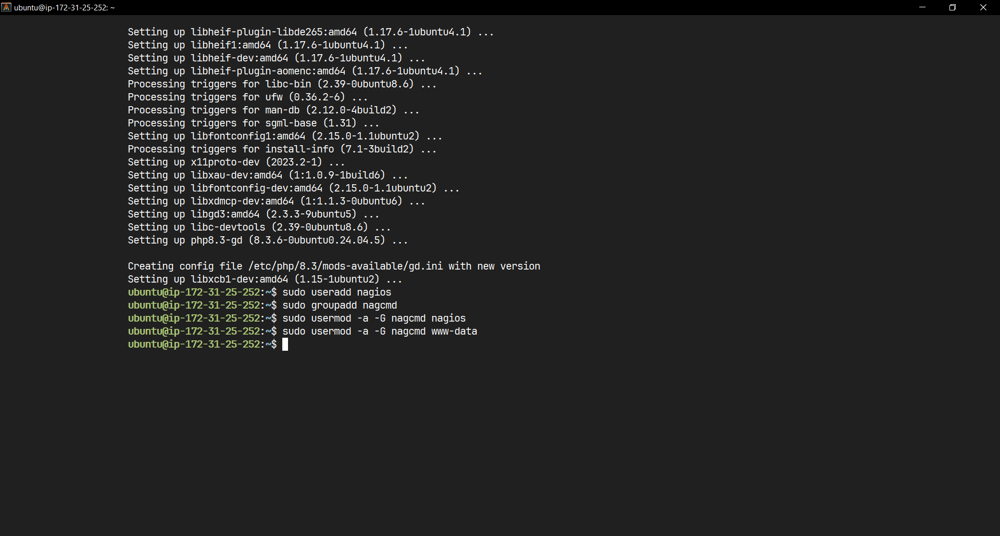 ubuntu@ip-172-31-25-252: ~
Setting up libheif-plugin-libde265:amd64 (1.17.6-1ubuntu4.1) ...
Setting up libheif1:amd64 (1.17.6-1ubuntu4.1) ...
Setting up libheif-dev:amd64 (1.17.6-1ubuntu4.1) ...
Setting up libheif-plugin-aomenc:amd64 (1.17.6-1ubuntu4.1) ...
Processing triggers for libc-bin (2.39-0ubuntu8.6) ...
Processing triggers for ufw (0.36.2-6) ...
Processing triggers for man-db (2.12.0-4build2) ...
Processing triggers for sgml-base (1.31) ...
Setting up libfontconfig1:amd64 (2.15.0-1.1ubuntu2) ...
Processing triggers for install-info (7.1-3build2) ...
Setting up x11proto-dev (2023.2-1) ...
Setting up libxau-dev:amd64 (1:1.0.9-1build6) ...
Setting up libfontconfig-dev:amd64 (2.15.0-1.1ubuntu2) ...
Setting up libxdmcp-dev:amd64 (1:1.1.3-0ubuntu6) ...
Setting up libgd3:amd64 (2.3.3-9ubuntu5) ...
Setting up libc-devtools (2.39-0ubuntu8.6) ...
Setting up php8.3-gd (8.3.6-0ubuntu0.24.04.5) ...
Creating config file /etc/php/8.3/mods-available/gd.ini with new version
Setting up libxcb1-dev:amd64 (1.15-1ubuntu2) ...
ubuntu@ip-172-31-25-252:~$ sudo useradd nagios
ubuntu@ip-172-31-25-252:~$ sudo groupadd nagcmd
ubuntu@ip-172-31-25-252:~$ sudo usermod -a -G nagcmd nagios
ubuntu@ip-172-31-25-252:~$ sudo usermod -a -G nagcmd www-data
ubuntu@ip-172-31-25-252:~$